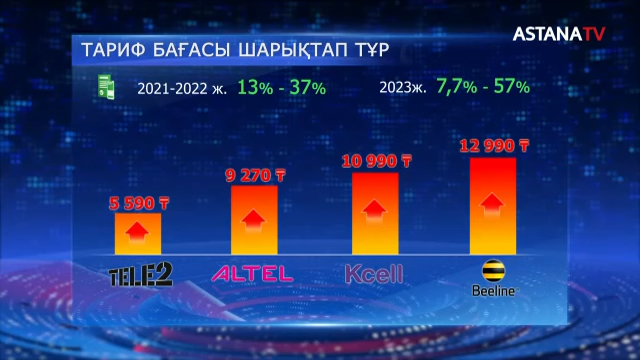 ASTANATV
ТАРИФ БАҒАСЫ ШАРЫҚТАП ТҰР
2021-2022 ж. 13% - 37%
2023ж. 7,7% - 57%
5 590 ₸
9 270 ₸
10 990 ₸
12 990 ₸
TELE2
ALTEL
Kcell
Beeline